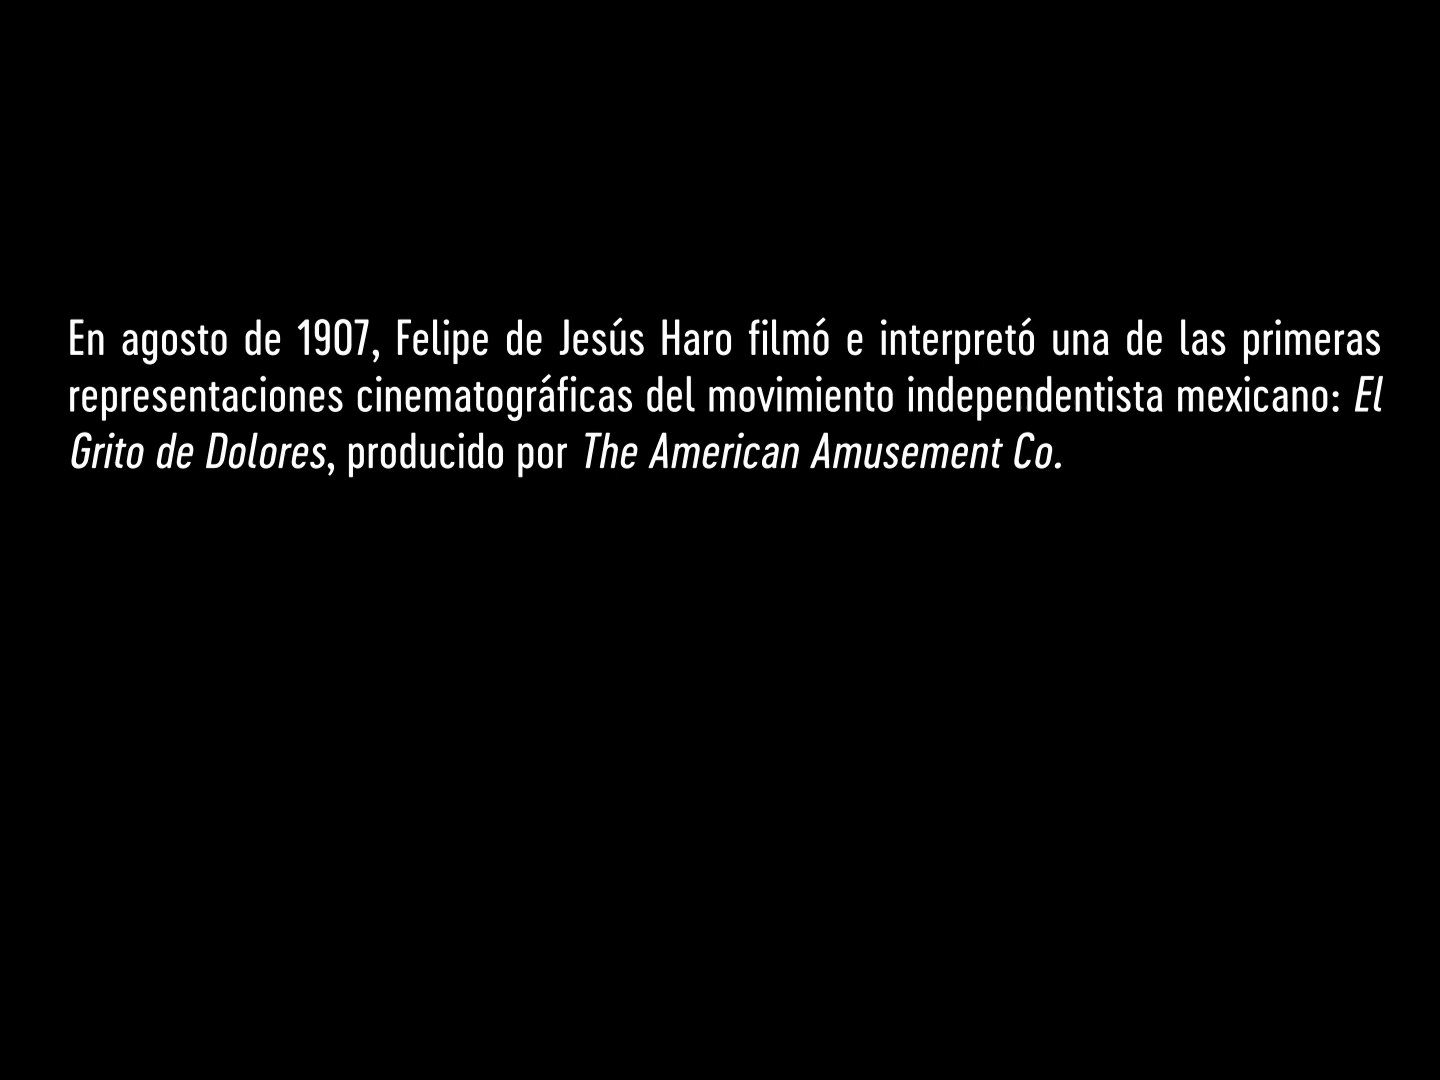 En agosto de 1907, Felipe de Jesús Haro filmó e interpretó una de las primeras
representaciones cinematográficas del movimiento independentista mexicano: El
Grito de Dolores, producido por The American Amusement Co.